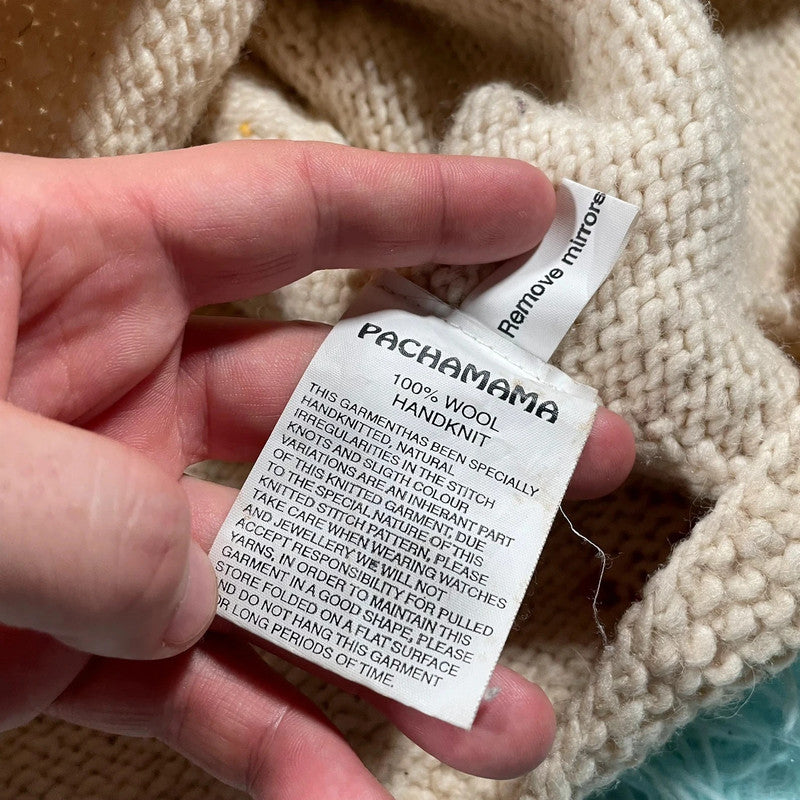 Remove mirrors
PACHAMAMA
100% WOOL
HANDKNIT
THIS GARMENTHAS BEEN SPECIALLY
HANDKNITTED, NATURAL
IRREGULARITIES IN THE STITCH
KNOTS AND SLIGTH COLOUR
VARIATIONS ARE AN INHERANT PART
OF THIS KNITTED GARMENT, DUE
TO THE SPECIAL NATURE OF THIS
KNITTED STITCH PATTERN, PLEASE
TAKE CARE WHEN WEARING WATCHES
AND JEWELLERY WE WILL NOT
ACCEPT RESPONSIBILITY FOR PULLED
YARNS, IN ORDER TO MAINTAIN THIS
GARMENT IN A GOOD SHAPE, PLEASE
STORE FOLDED ON A FLAT SURFACE
AND DO NOT HANG THIS GARMENT
OR LONG PERIODS OF TIME.